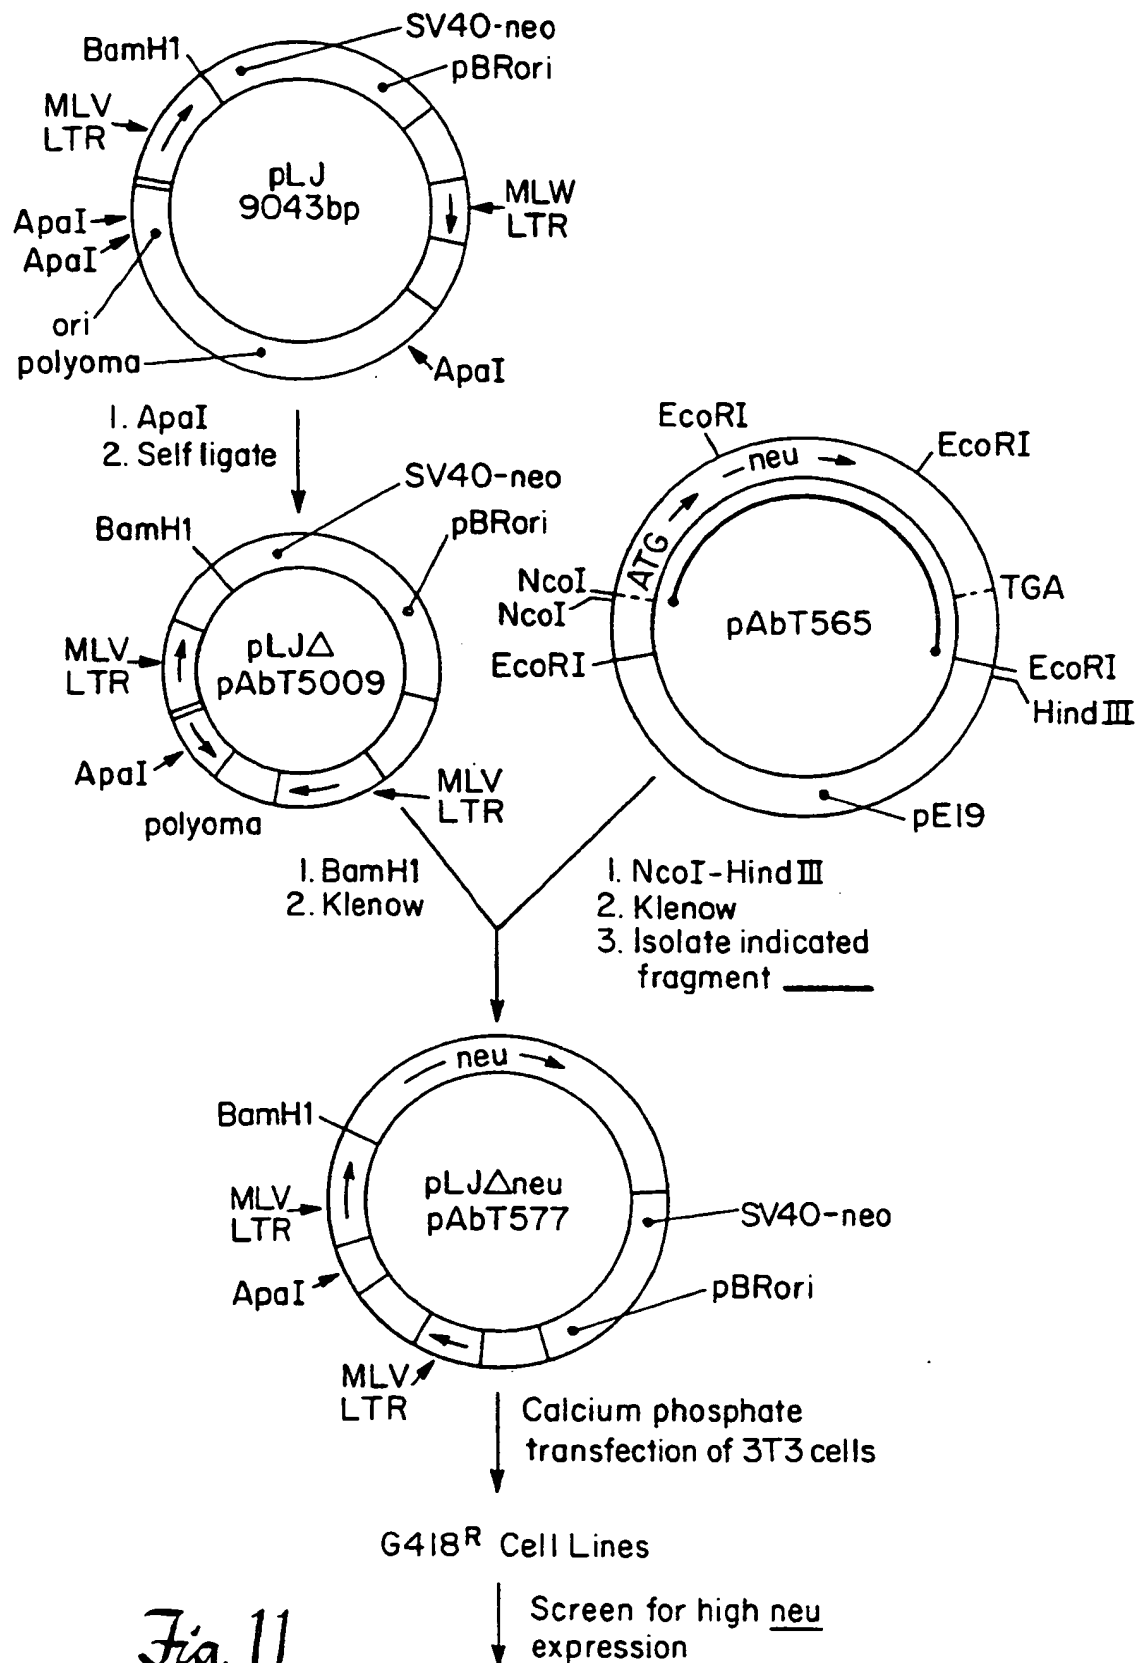 SV40-neo
BamH1
pBRori
MLV
LTR
pLJ
9043bp
MLW
LTR
ApaI
ApaI
ori
polyoma
ApaI
1. ApaI
2. Self ligate
EcoRI
EcoRI
neu
SV40-neo
BamH1
pBRori
ATG
NcoI
NcoI
TGA
pAbT565
MLV
LTR
pLJΔ
pAbT5009
EcoRI
EcoRI
Hind III
ApaI
MLV
LTR
polyoma
pE19
1. BamH1
2. Klenow
1. NcoI-Hind III
2. Klenow
3. Isolate indicated
fragment
neu
BamH1
MLV
LTR
pLJΔneu
pAbT577
SV40-neo
ApaI
pBRori
MLV
LTR
Calcium phosphate
transfection of 3T3 cells
G418R Cell Lines
Screen for high neu
expression
Fig. 11